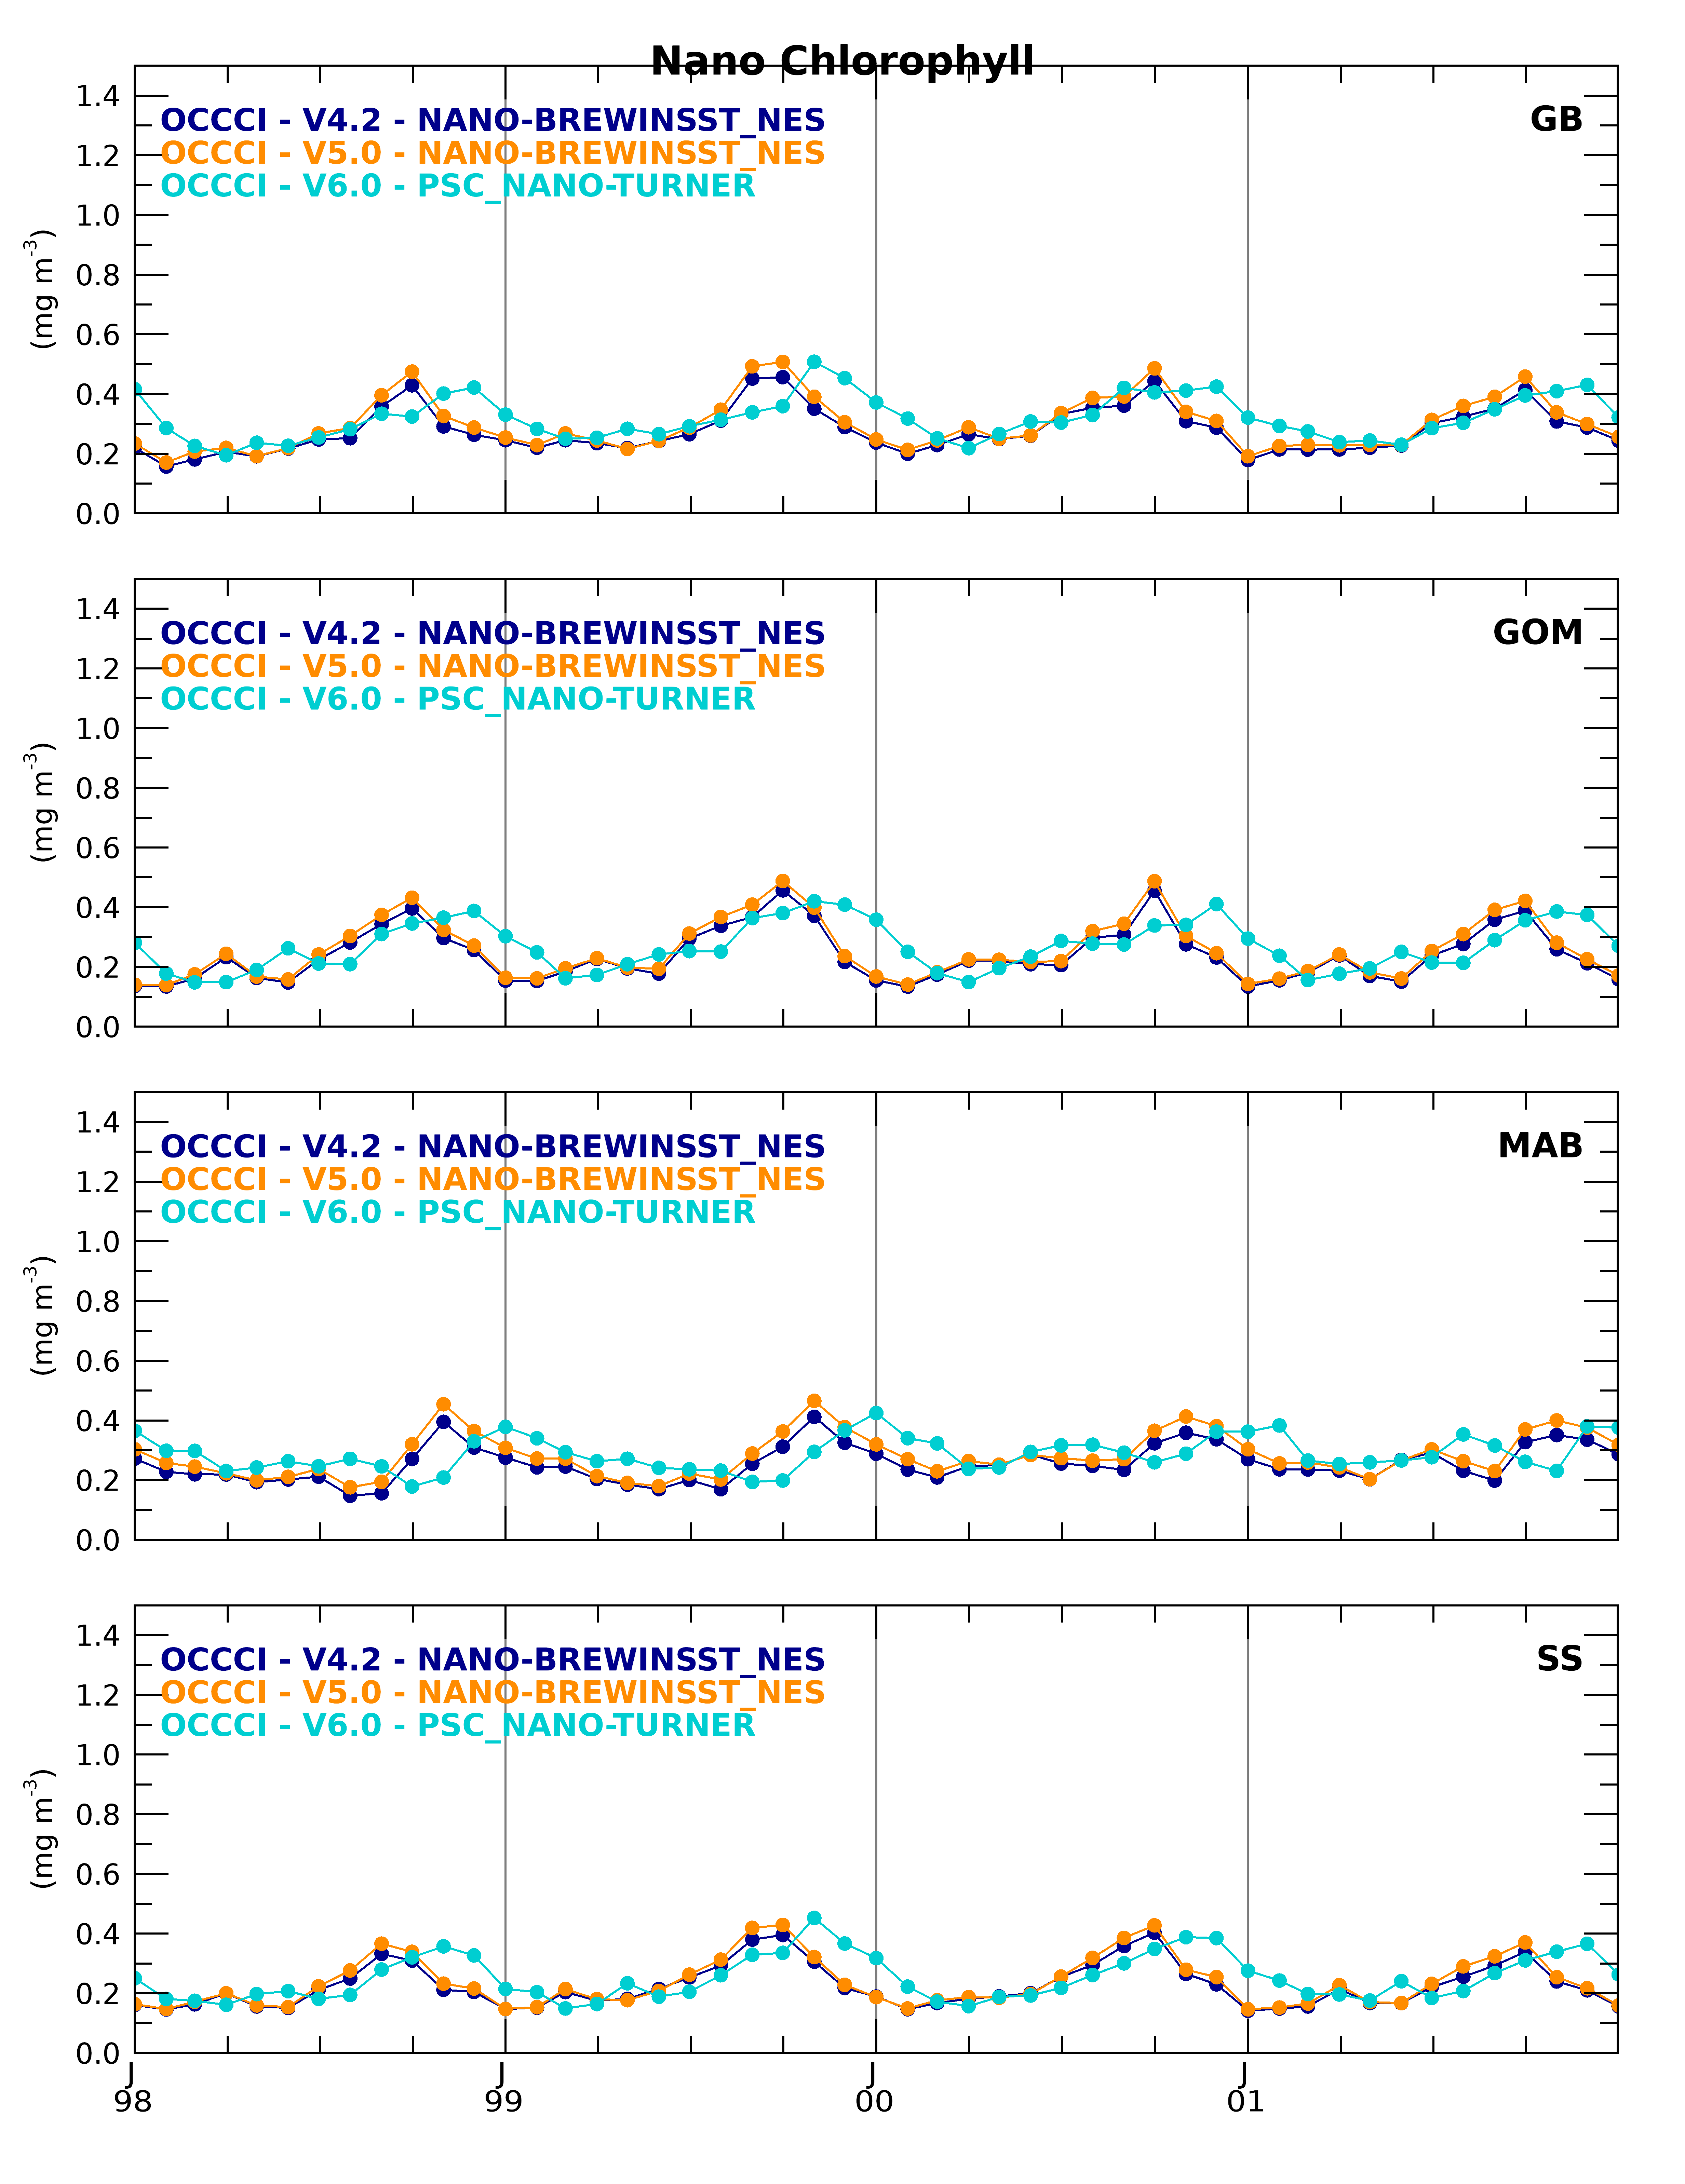 Nano Chlorophyll
1.4
1.2
1.0
0.8
0.6
0.4
0.2
0.0
(mg m-3)
OCCCI - V4.2 - NANO-BREWINSST_NES
OCCCI - V5.0 - NANO-BREWINSST_NES
OCCCI - V6.0 - PSC_NANO-TURNER
GB
1.4
1.2
1.0
0.8
0.6
0.4
0.2
0.0
(mg m-3)
OCCCI - V4.2 - NANO-BREWINSST_NES
OCCCI - V5.0 - NANO-BREWINSST_NES
OCCCI - V6.0 - PSC_NANO-TURNER
GOM
1.4
1.2
1.0
0.8
0.6
0.4
0.2
0.0
(mg m-3)
OCCCI - V4.2 - NANO-BREWINSST_NES
OCCCI - V5.0 - NANO-BREWINSST_NES
OCCCI - V6.0 - PSC_NANO-TURNER
MAB
1.4
1.2
1.0
0.8
0.6
0.4
0.2
0.0
(mg m-3)
OCCCI - V4.2 - NANO-BREWINSST_NES
OCCCI - V5.0 - NANO-BREWINSST_NES
OCCCI - V6.0 - PSC_NANO-TURNER
SS
J J J J
98 99 00 01